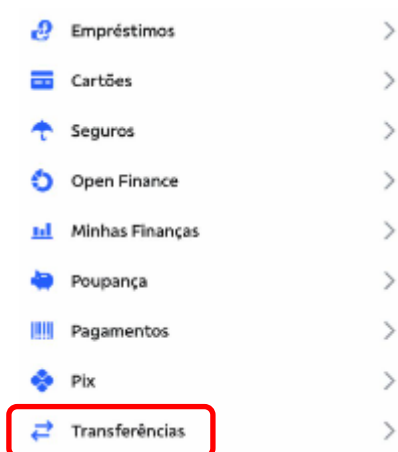 Empréstimos
Cartões
Seguros
Open Finance
Minhas Finanças
Poupança
Pagamentos
Pix
Transferências